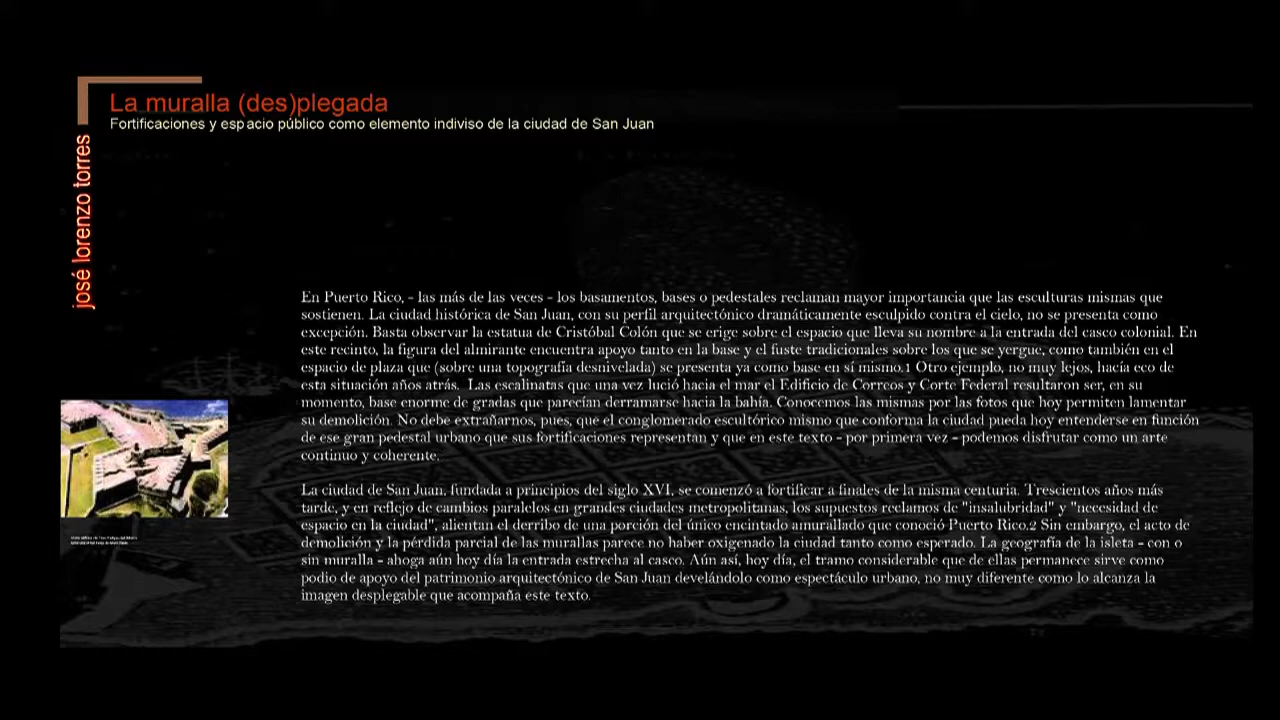 La muralla (des)plegada
Fortificaciones y espacio público como elemento indiviso de la ciudad de San Juan
josé lorenzo torres
En Puerto Rico, - las más de las veces - los basamentos, bases o pedestales reclaman mayor importancia que las esculturas mismas que
sostienen. La ciudad histórica de San Juan, con su perfil arquitectónico dramáticamente esculpido contra el cielo, no se presenta como
excepción. Basta observar la estatua de Cristóbal Colón que se erige sobre el espacio que lleva su nombre a la entrada del casco colonial. En
este recinto, la figura del almirante encuentra apoyo tanto en la base y el fuste tradicionales sobre los que se yergue, como también en el
espacio de plaza que (sobre una topografía desnivelada) se presenta ya como base en sí mismo.1 Otro ejemplo, no muy lejos, hacía eco de
esta situación años atrás. Las escalinatas que una vez lució hacia el mar el Edificio de Correos y Corte Federal resultaron ser, en su
momento, base enorme de gradas que parecían derramarse hacia la bahía. Conocemos las mismas por las fotos que hoy permiten lamentar
su demolición. No debe extrañarnos, pues, que el conglomerado escultórico mismo que conforma la ciudad pueda hoy entenderse en función
de ese gran pedestal urbano que sus fortificaciones representan y que en este texto - por primera vez - podemos disfrutar como un arte
continuo y coherente.
La ciudad de San Juan, fundada a principios del siglo XVI, se comenzó a fortificar a finales de la misma centuria. Trescientos años más
tarde, y en reflejo de cambios paralelos en grandes ciudades metropolitanas, los supuestos reclamos de "insalubridad" y "necesidad de
espacio en la ciudad", alientan el derribo de una porción del único encintado amurallado que conoció Puerto Rico.2 Sin embargo, el acto de
demolición y la pérdida parcial de las murallas parece no haber oxigenado la ciudad tanto como esperado. La geografía de la isleta - con o
sin muralla - ahoga aún hoy día la entrada estrecha al casco. Aún así, hoy día, el tramo considerable que de ellas permanece sirve como
podio de apoyo del patrimonio arquitectónico de San Juan develándolo como espectáculo urbano, no muy diferente como lo alcanza la
imagen desplegable que acompaña este texto.